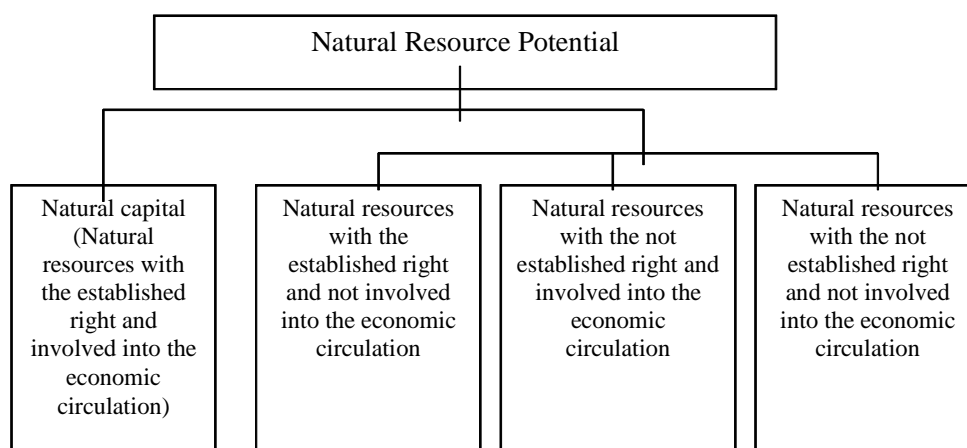 Natural Resource Potential
Natural capital
(Natural
resources with
the established
right and
involved into the
economic
circulation)
Natural resources
with the
established right
and not involved
into the economic
circulation
Natural resources
with the not
established right and
involved into the
economic
circulation
Natural resources
with the not
established right
and not involved
into the economic
circulation